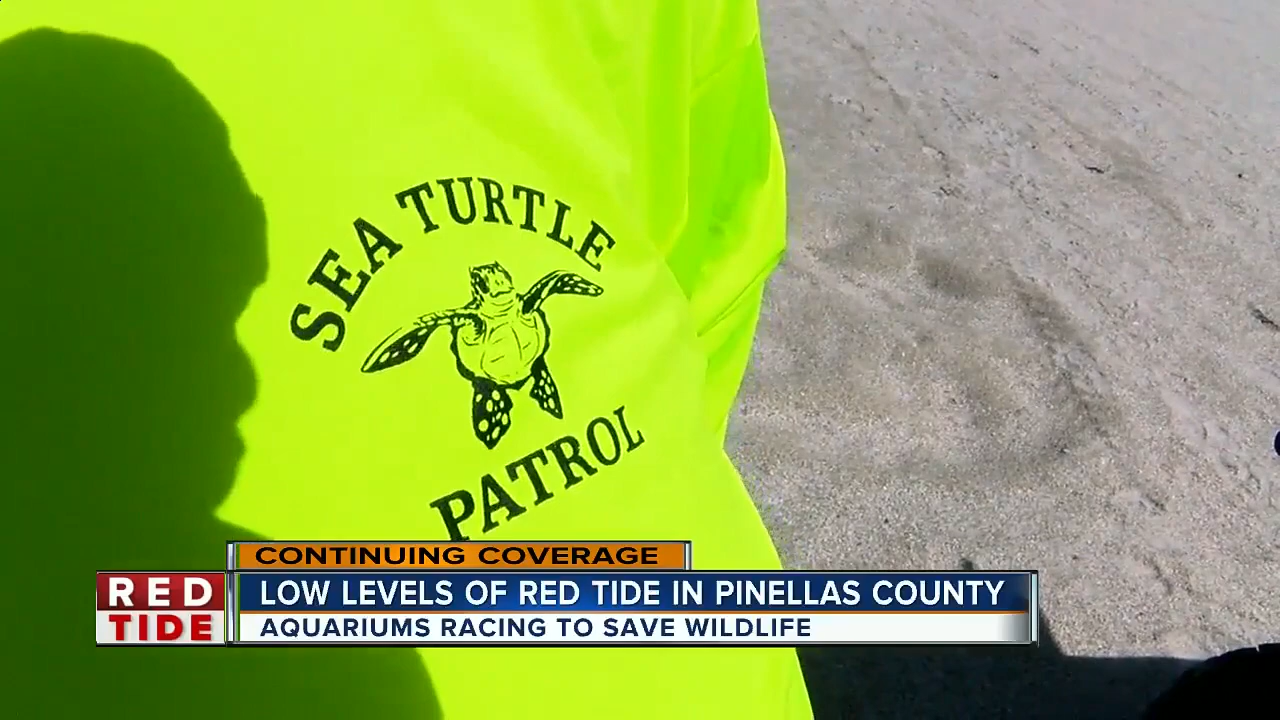 SEA TURTLE
PATROL
CONTINUING COVERAGE
RED
TIDE
LOW LEVELS OF RED TIDE IN PINELLAS COUNTY
AQUARIUMS RACING TO SAVE WILDLIFE